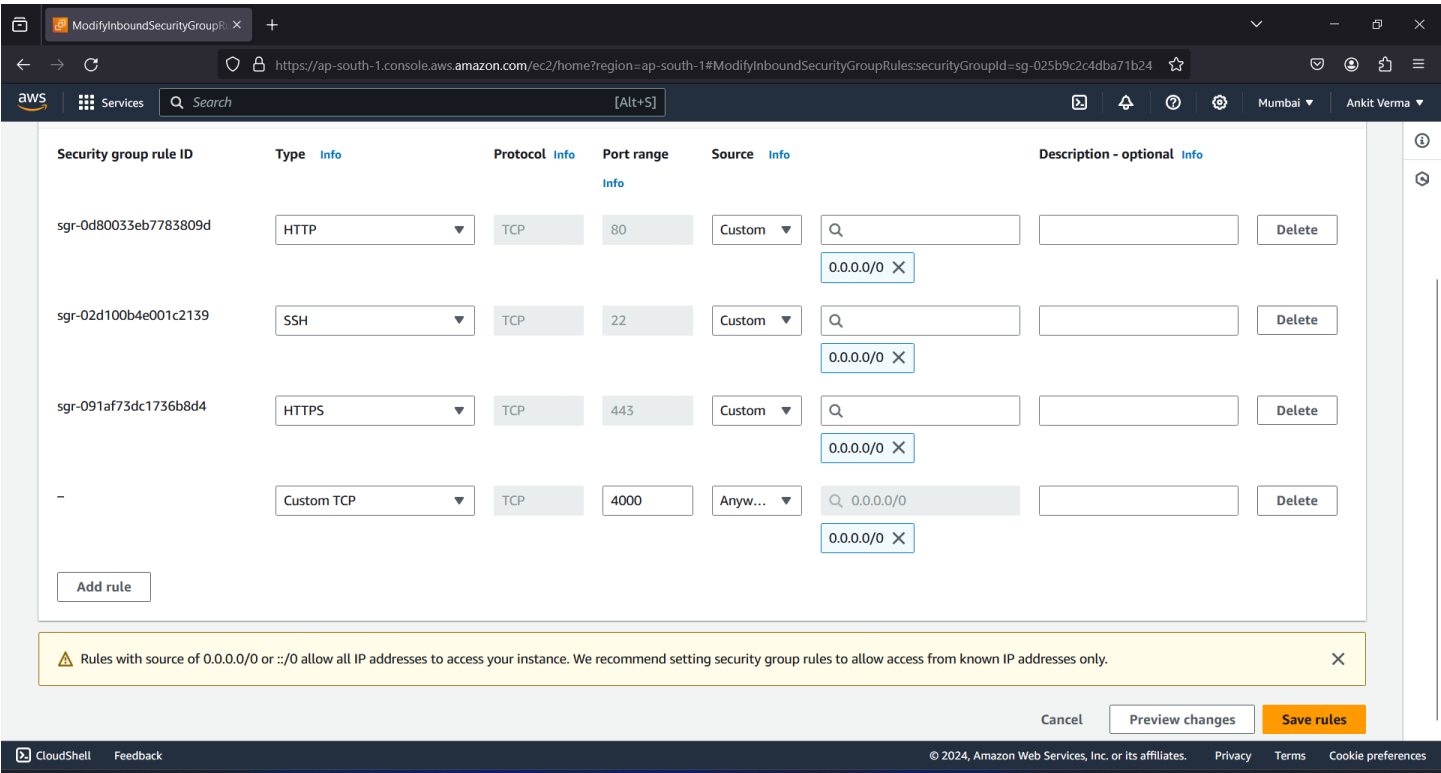 ModifyInboundSecurityGroupRu
https://ap-south-1.console.aws.amazon.com/ec2/home?region=ap-south-1#ModifyInboundSecurityGroupRules:securityGroupId=sg-025b9c2c4dba71b24
aws Services Search [Alt+S] Mumbai Ankit Verma
Security group rule ID Type Info Protocol Info Port range Source Info Description - optional Info
Info
sgr-0d80033eb7783809d HTTP TCP 80 Custom Delete
0.0.0.0/0
sgr-02d100b4e001c2139 SSH TCP 22 Custom Delete
0.0.0.0/0
sgr-091af73dc1736b8d4 HTTPS TCP 443 Custom Delete
0.0.0.0/0
– Custom TCP TCP 4000 Anyw... 0.0.0.0/0 Delete
0.0.0.0/0
Add rule
Rules with source of 0.0.0.0/0 or ::/0 allow all IP addresses to access your instance. We recommend setting security group rules to allow access from known IP addresses only.
Cancel Preview changes Save rules
CloudShell Feedback © 2024, Amazon Web Services, Inc. or its affiliates. Privacy Terms Cookie preferences